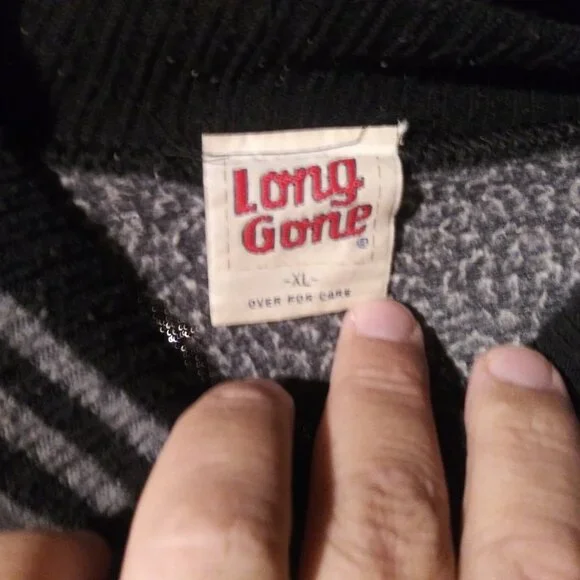 Long
Gone
®
-XL-
OVER FOR CARE